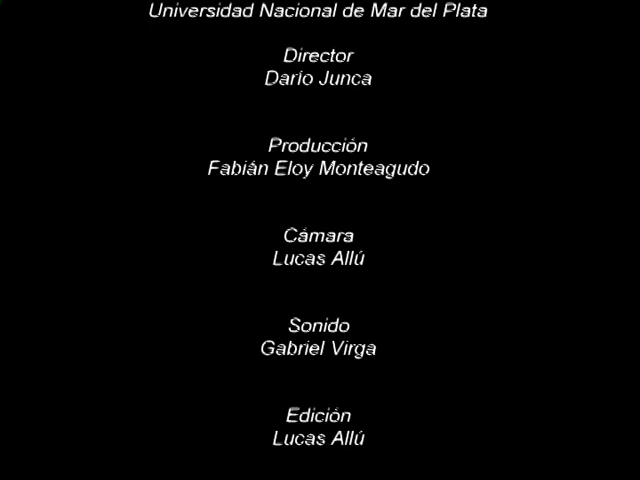 Universidad Nacional de Mar del Plata
Director
Darío Junca
Producción
Fabián Eloy Monteagudo
Cámara
Lucas Allú
Sonido
Gabriel Virga
Edición
Lucas Allú